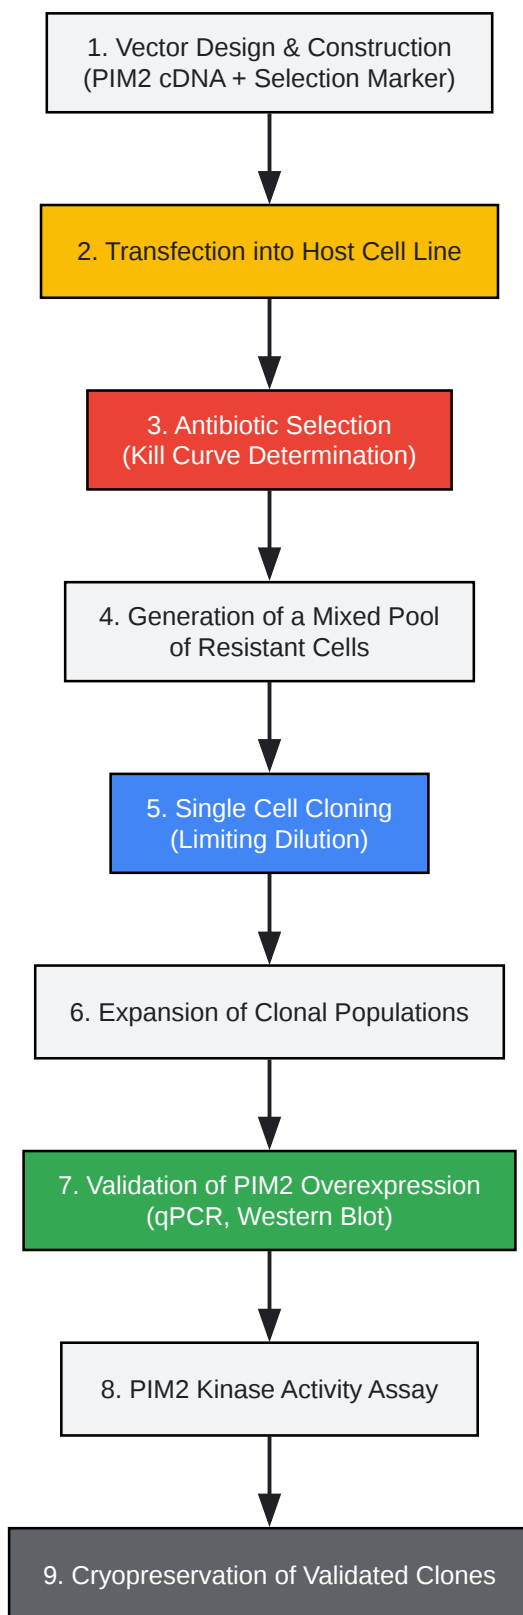 1. Vector Design & Construction
(PIM2 cDNA + Selection Marker)
2. Transfection into Host Cell Line
3. Antibiotic Selection
(Kill Curve Determination)
4. Generation of a Mixed Pool
of Resistant Cells
5. Single Cell Cloning
(Limiting Dilution)
6. Expansion of Clonal Populations
7. Validation of PIM2 Overexpression
(qPCR, Western Blot)
8. PIM2 Kinase Activity Assay
9. Cryopreservation of Validated Clones